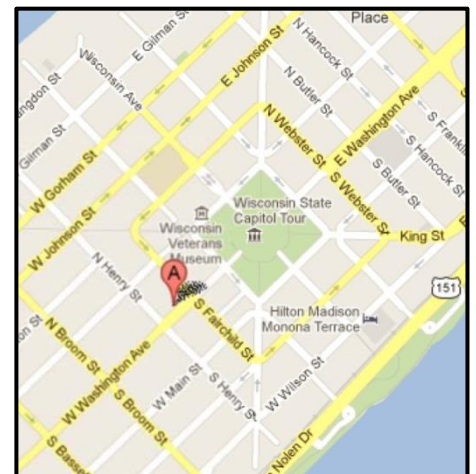 Place
E Gilman St
N Hancock St
Wisconsin Ave
E Johnson St
N Butler St
E Washington Ave
Gilman St
N Webster St
S Hancock St
W Gorham St
S Butler St
S Webster St
Wisconsin State
Capitol Tour
Wisconsin
Veterans
Museum
King St
W Johnson St
N Henry St
A
151
S Fairchild St
Hilton Madison
Monona Terrace
N Broom St
W Washington Ave
W Main St
S Henry St
W Wilson St
S Broom St
Nolen Dr